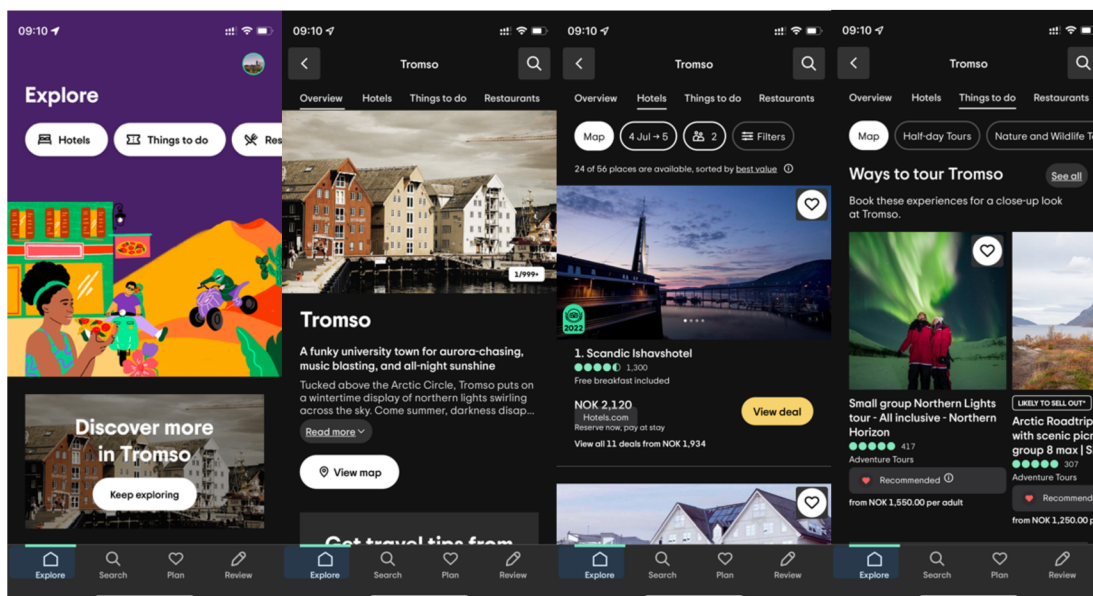 09:10
Explore
Hotels
Things to do
Res
Discover more
in Tromso
Keep exploring
Explore
Search
Plan
Review
09:10
Tromso
Overview
Hotels
Things to do
Restaurants
1/999+
Tromso
A funky university town for aurora-chasing,
music blasting, and all-night sunshine
Tucked above the Arctic Circle, Tromso puts on
a wintertime display of northern lights swirling
across the sky. Come summer, darkness disap...
Read more
View map
Get travel tips from
Explore
Search
Plan
Review
09:10
Tromso
Overview
Hotels
Things to do
Restaurants
Map
4 Jul → 5
2
Filters
24 of 56 places are available, sorted by best value
2022
1. Scandic Ishavshotel
1,300
Free breakfast included
NOK 2,120
Hotels.com
Reserve now, pay at stay
View deal
View all 11 deals from NOK 1,934
Explore
Search
Plan
Review
09:10
Tromso
Overview
Hotels
Things to do
Restaurants
Map
Half-day Tours
Nature and Wildlife T
Ways to tour Tromso
See all
Book these experiences for a close-up look
at Tromso.
Small group Northern Lights
tour - All inclusive - Northern
Horizon
417
Adventure Tours
Recommended
from NOK 1,550.00 per adult
LIKELY TO SELL OUT*
Arctic Roadtrip
with scenic picn
group 8 max | S
307
Adventure Tours
Recommend
from NOK 1,250.00 p
Explore
Search
Plan
Review